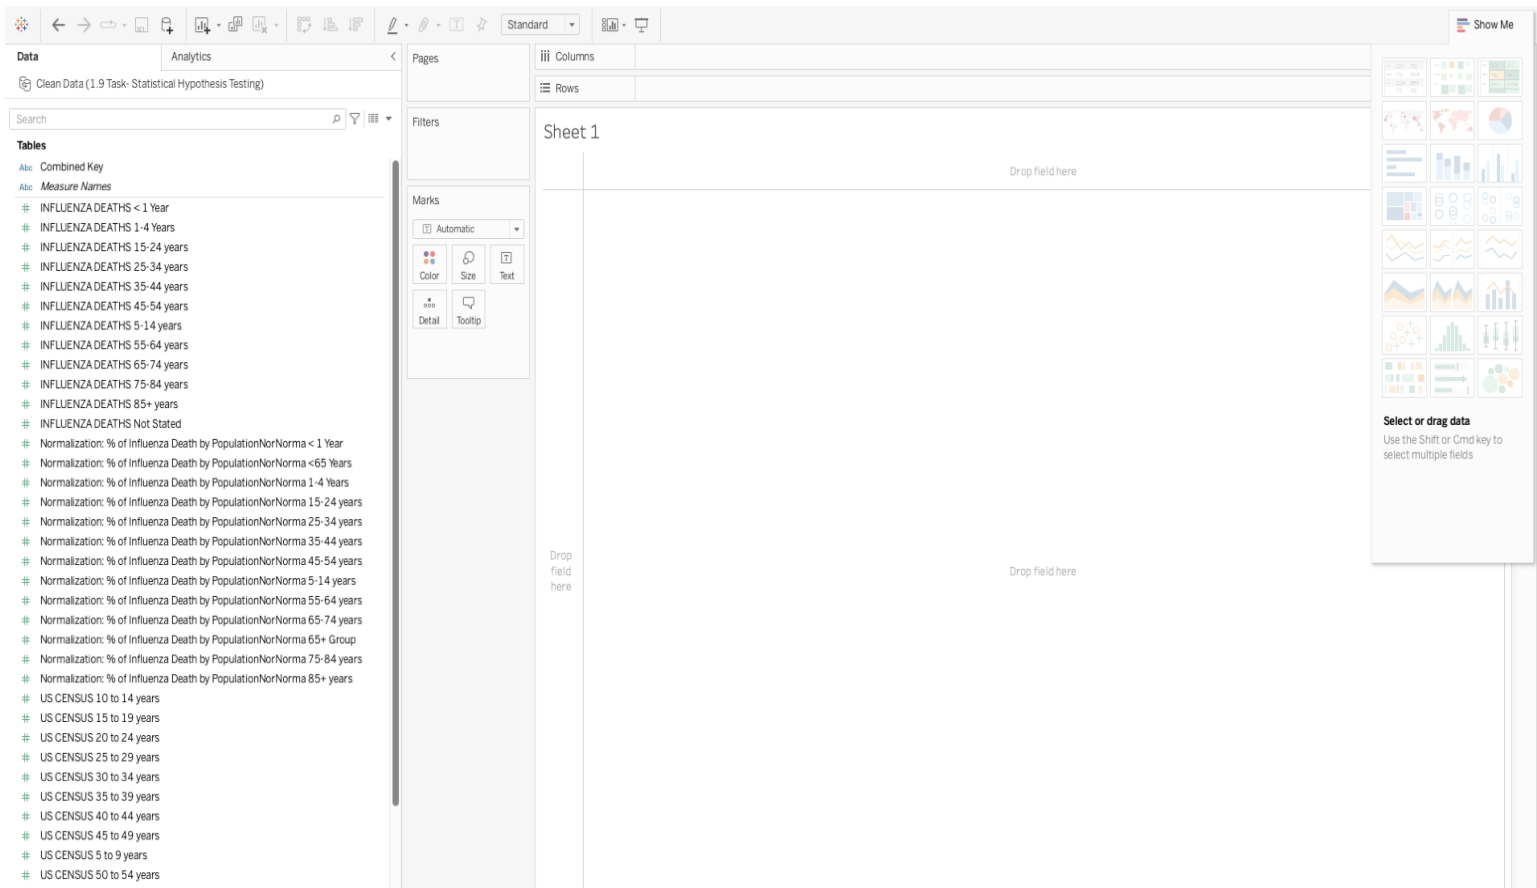 Standard
Show Me
Data
Analytics
Clean Data (1.9 Task- Statistical Hypothesis Testing)
Search
Tables
Abc Combined Key
Abc Measure Names
# INFLUENZA DEATHS < 1 Year
# INFLUENZA DEATHS 1-4 Years
# INFLUENZA DEATHS 15-24 years
# INFLUENZA DEATHS 25-34 years
# INFLUENZA DEATHS 35-44 years
# INFLUENZA DEATHS 45-54 years
# INFLUENZA DEATHS 5-14 years
# INFLUENZA DEATHS 55-64 years
# INFLUENZA DEATHS 65-74 years
# INFLUENZA DEATHS 75-84 years
# INFLUENZA DEATHS 85+ years
# INFLUENZA DEATHS Not Stated
# Normalization: % of Influenza Death by PopulationNorNorma < 1 Year
# Normalization: % of Influenza Death by PopulationNorNorma <65 Years
# Normalization: % of Influenza Death by PopulationNorNorma 1-4 Years
# Normalization: % of Influenza Death by PopulationNorNorma 15-24 years
# Normalization: % of Influenza Death by PopulationNorNorma 25-34 years
# Normalization: % of Influenza Death by PopulationNorNorma 35-44 years
# Normalization: % of Influenza Death by PopulationNorNorma 45-54 years
# Normalization: % of Influenza Death by PopulationNorNorma 5-14 years
# Normalization: % of Influenza Death by PopulationNorNorma 55-64 years
# Normalization: % of Influenza Death by PopulationNorNorma 65-74 years
# Normalization: % of Influenza Death by PopulationNorNorma 65+ Group
# Normalization: % of Influenza Death by PopulationNorNorma 75-84 years
# Normalization: % of Influenza Death by PopulationNorNorma 85+ years
# US CENSUS 10 to 14 years
# US CENSUS 15 to 19 years
# US CENSUS 20 to 24 years
# US CENSUS 25 to 29 years
# US CENSUS 30 to 34 years
# US CENSUS 35 to 39 years
# US CENSUS 40 to 44 years
# US CENSUS 45 to 49 years
# US CENSUS 5 to 9 years
# US CENSUS 50 to 54 years
Pages
Filters
Marks
Automatic
Color
Size
Text
Detail
Tooltip
Columns
Rows
Sheet 1
Drop field here
Drop
field
here
Drop field here
Select or drag data
Use the Shift or Cmd key to
select multiple fields